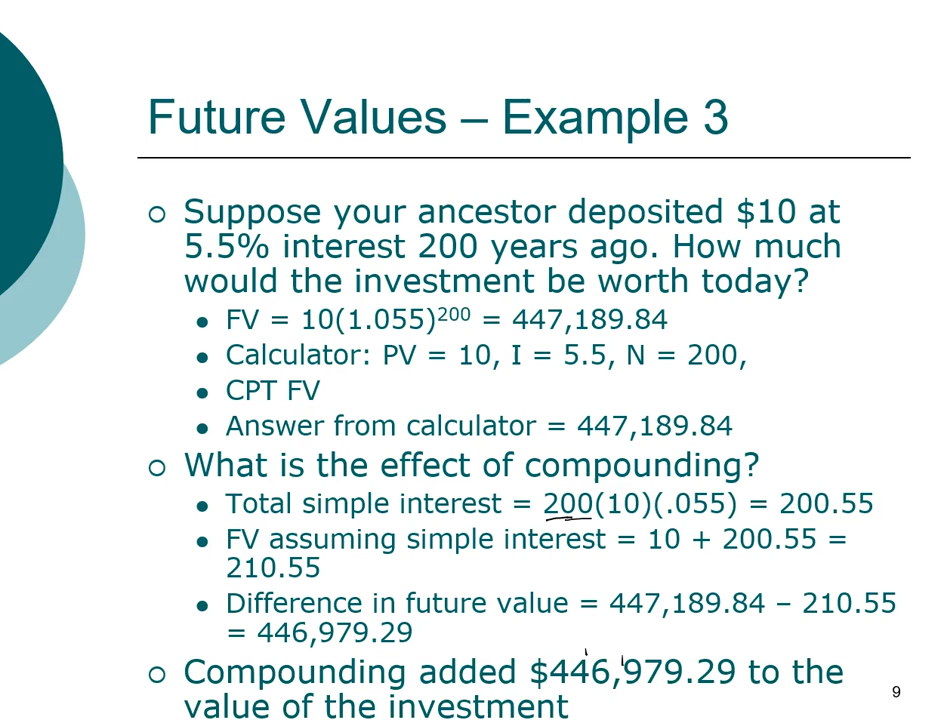 Future Values – Example 3
Suppose your ancestor deposited $10 at
5.5% interest 200 years ago. How much
would the investment be worth today?
FV = 10(1.055)²⁰⁰ = 447,189.84
Calculator: PV = 10, I = 5.5, N = 200,
CPT FV
Answer from calculator = 447,189.84
What is the effect of compounding?
Total simple interest = 200(10)(.055) = 200.55
FV assuming simple interest = 10 + 200.55 =
210.55
Difference in future value = 447,189.84 – 210.55
= 446,979.29
Compounding added $446,979.29 to the
value of the investment
9